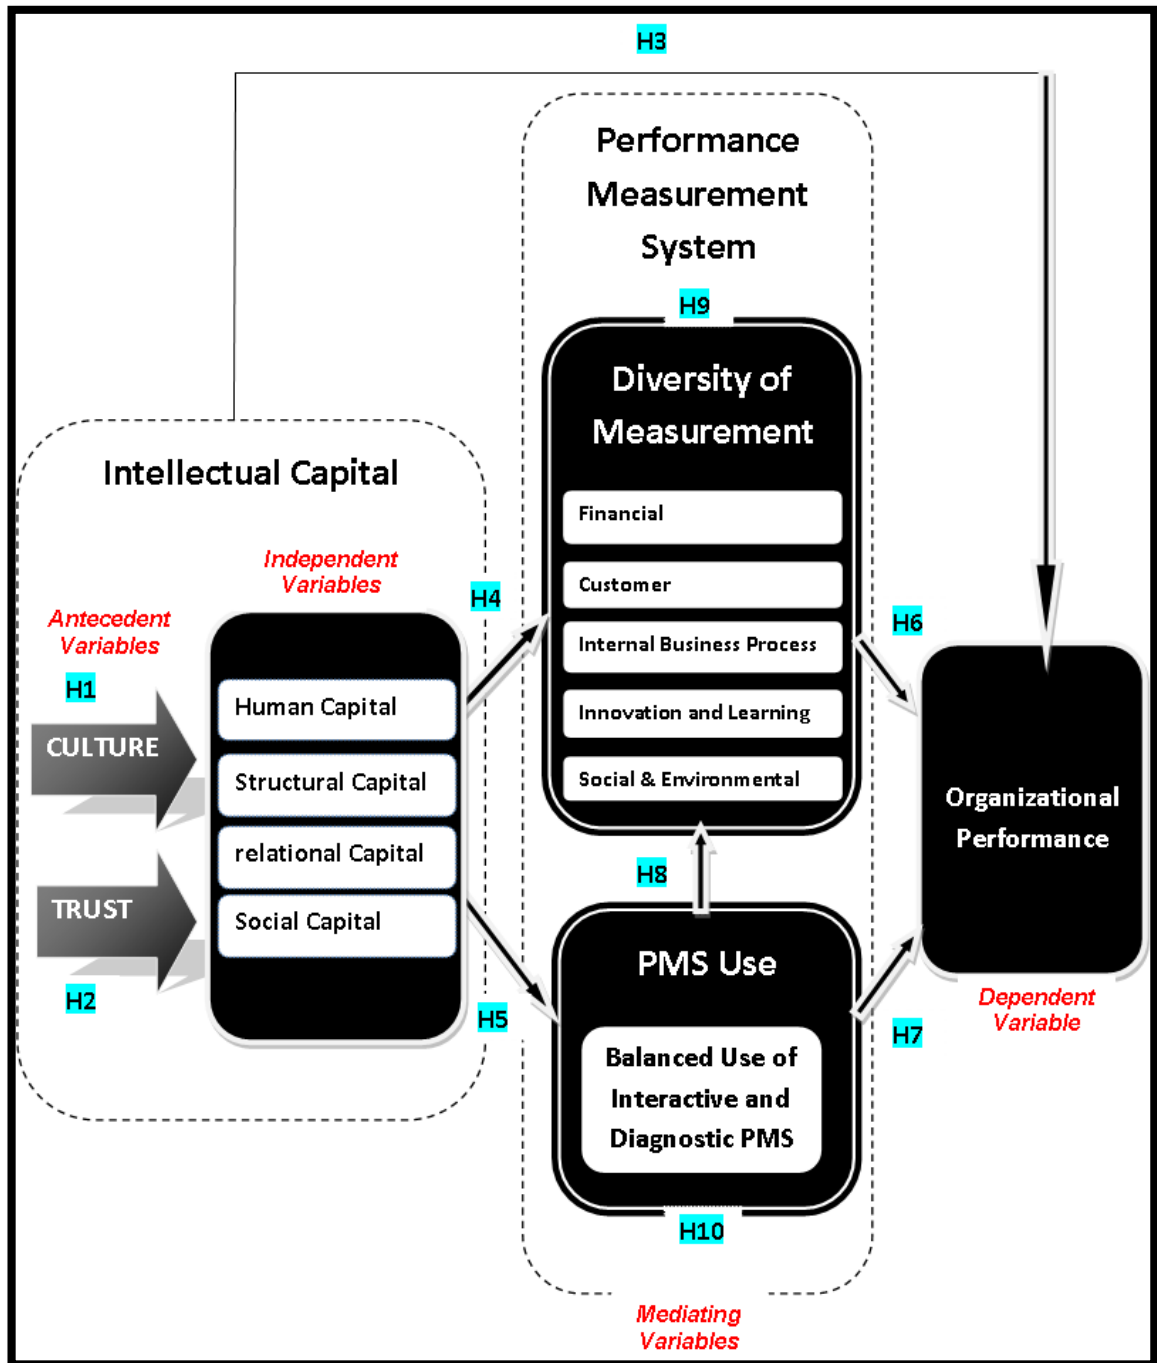 H3
Performance
Measurement
System
H9
Diversity of
Measurement
Financial
Customer
Internal Business Process
Innovation and Learning
Social & Environmental
Intellectual Capital
Independent
Variables
Antecedent
Variables
H1
CULTURE
TRUST
H2
Human Capital
Structural Capital
relational Capital
Social Capital
H4
H5
H6
H8
PMS Use
Balanced Use of
Interactive and
Diagnostic PMS
H10
H7
Organizational
Performance
Dependent
Variable
Mediating
Variables